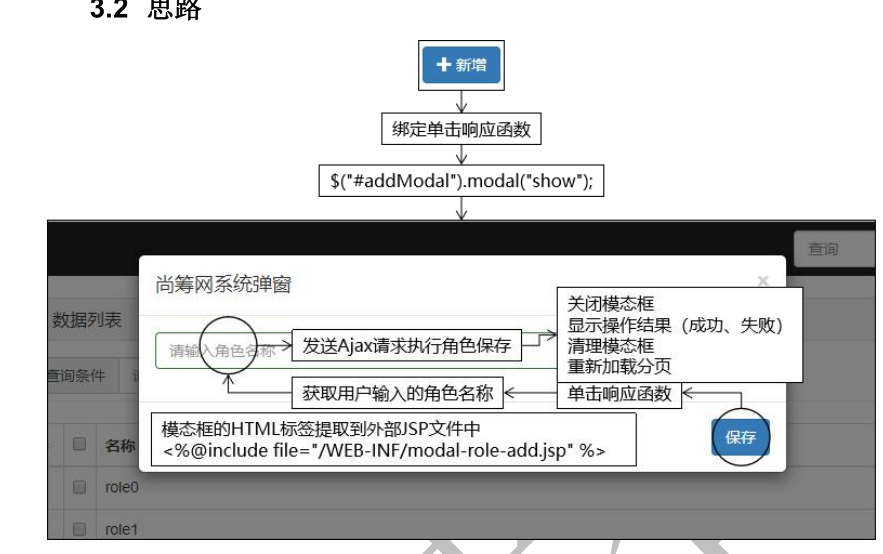 3.2 思路
新增
绑定单击响应函数
$("#addModal").modal("show");
查询
尚筹网系统弹窗
×
关闭模态框
显示操作结果（成功、失败）
清理模态框
重新加载分页
数据列表
请输入角色名称
发送Ajax请求执行角色保存
查询条件
获取用户输入的角色名称
单击响应函数
模态框的HTML标签提取到外部JSP文件中
<%@include file="/WEB-INF/modal-role-add.jsp" %>
保存
名称
role0
role1